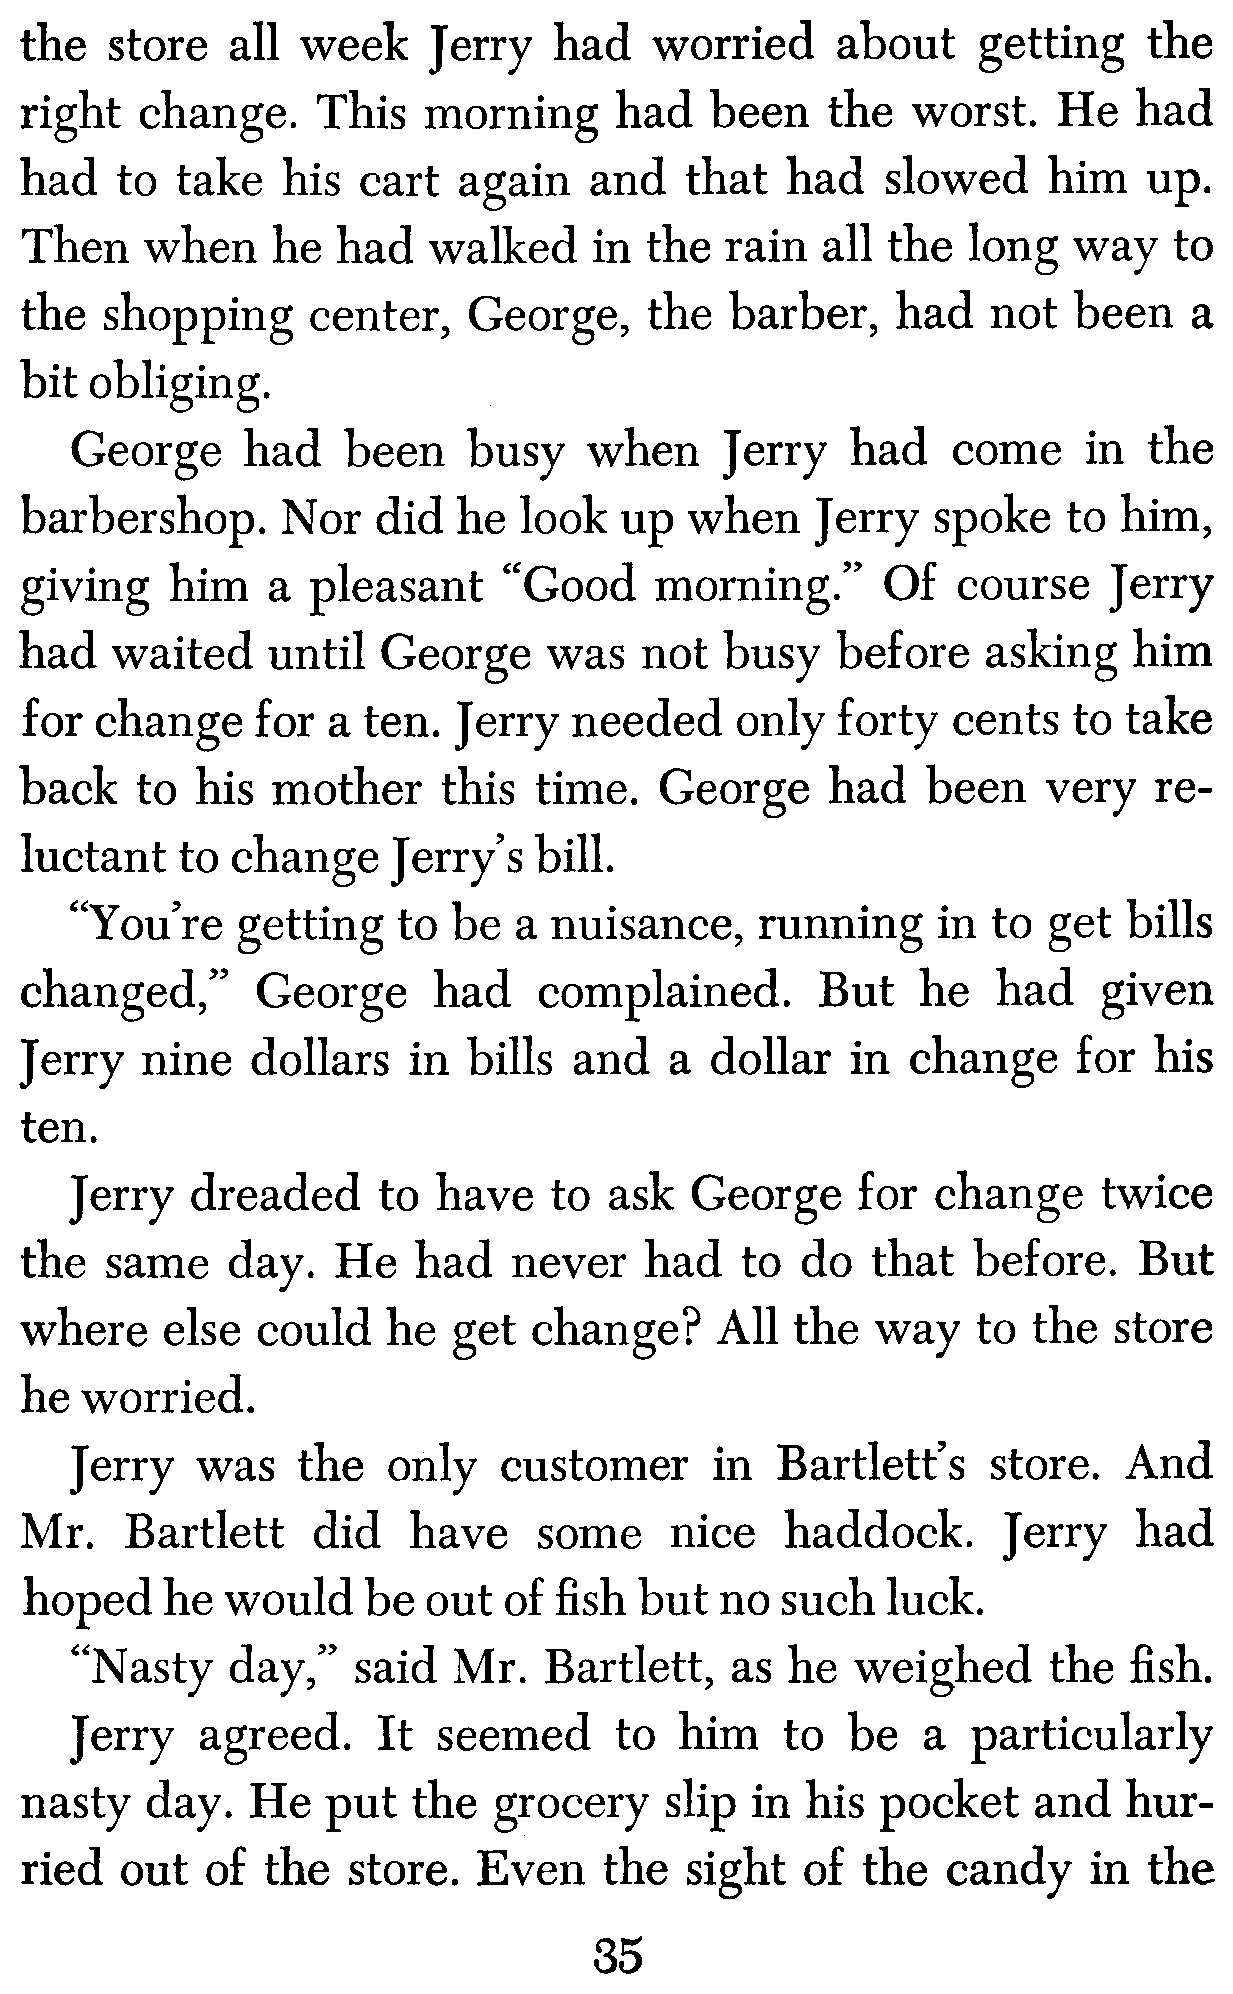 the store all week Jerry had worried about getting the
right change. This morning had been the worst. He had
had to take his cart again and that had slowed him up.
Then when he had walked in the rain all the long way to
the shopping center, George, the barber, had not been a
bit obliging.
George had been busy when Jerry had come in the
barbershop. Nor did he look up when Jerry spoke to him,
giving him a pleasant “Good morning.” Of course Jerry
had waited until George was not busy before asking him
for change for a ten. Jerry needed only forty cents to take
back to his mother this time. George had been very re-
luctant to change Jerry’s bill.
“You’re getting to be a nuisance, running in to get bills
changed,” George had complained. But he had given
Jerry nine dollars in bills and a dollar in change for his
ten.
Jerry dreaded to have to ask George for change twice
the same day. He had never had to do that before. But
where else could he get change? All the way to the store
he worried.
Jerry was the only customer in Bartlett’s store. And
Mr. Bartlett did have some nice haddock. Jerry had
hoped he would be out of fish but no such luck.
“Nasty day,” said Mr. Bartlett, as he weighed the fish.
Jerry agreed. It seemed to him to be a particularly
nasty day. He put the grocery slip in his pocket and hur-
ried out of the store. Even the sight of the candy in the
35